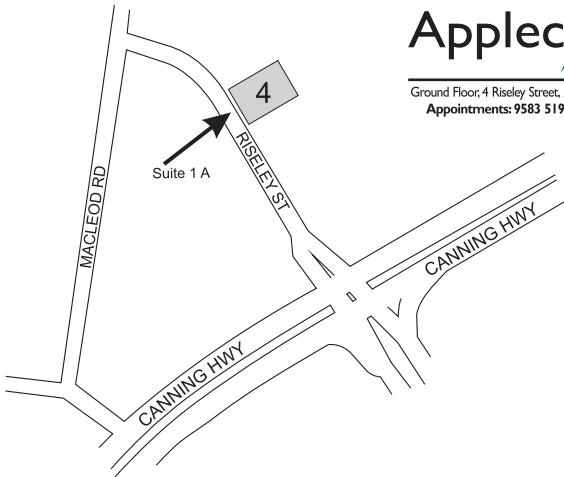 Applec
Ground Floor, 4 Riseley Street,
Appointments: 9583 519
4
Suite 1 A
RISELEY ST
MACLEOD RD
CANNING HWY
CANNING HWY